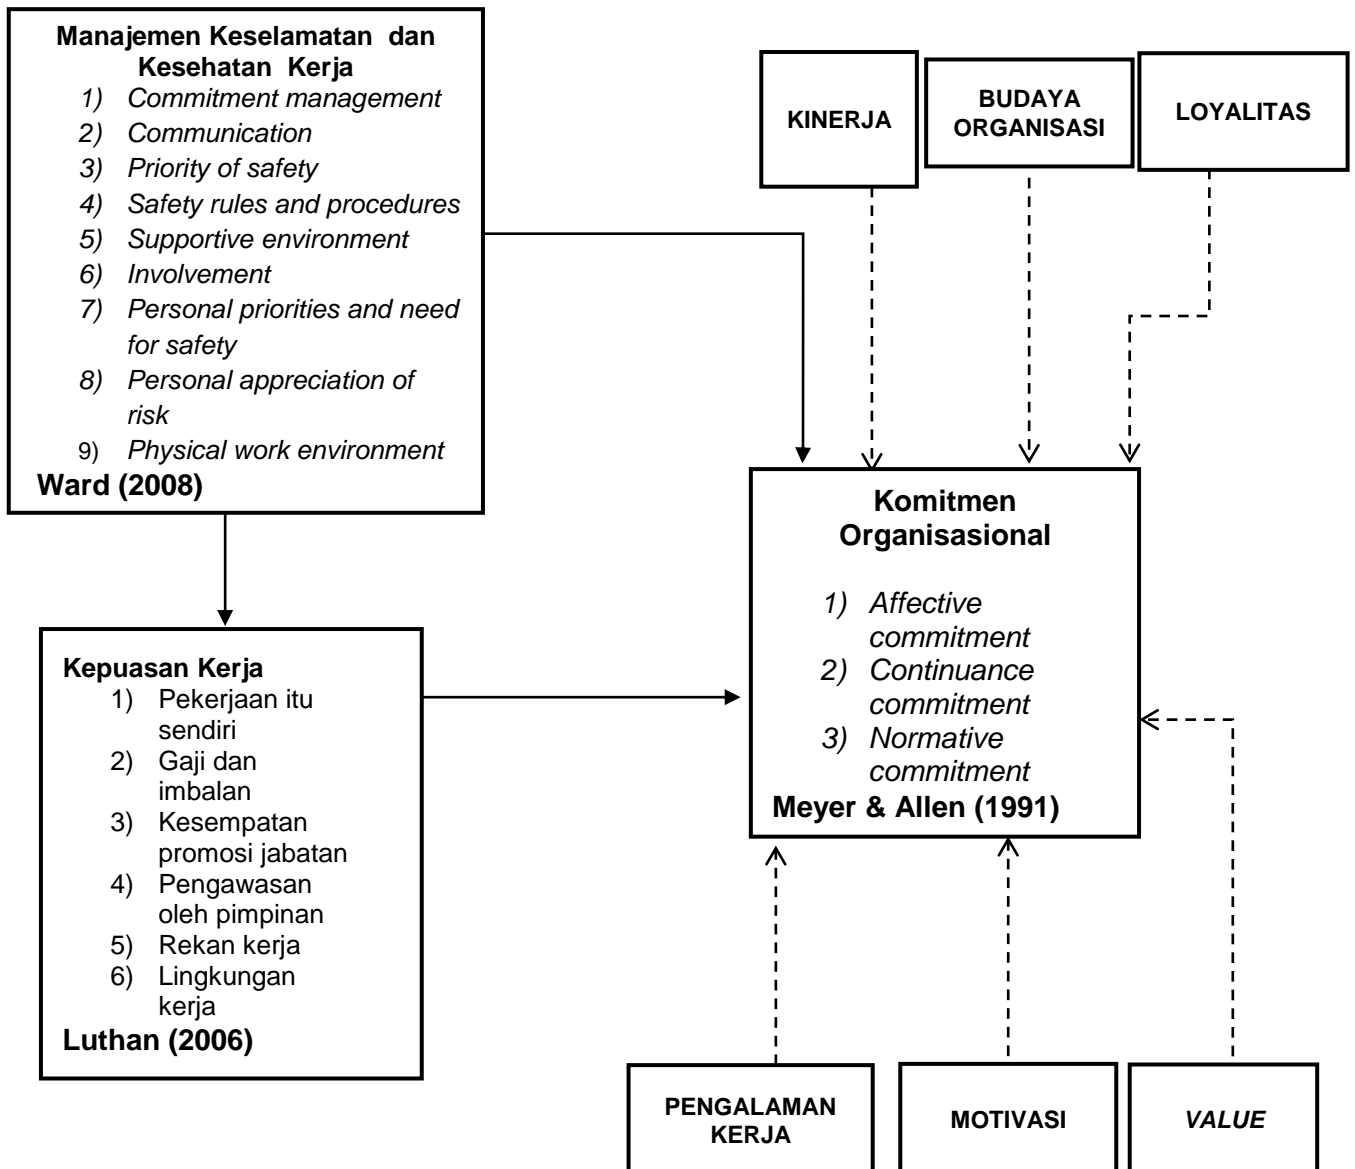 Manajemen Keselamatan dan
Kesehatan Kerja
1) Commitment management
2) Communication
3) Priority of safety
4) Safety rules and procedures
5) Supportive environment
6) Involvement
7) Personal priorities and need
for safety
8) Personal appreciation of
risk
9) Physical work environment
Ward (2008)
KINERJA
BUDAYA
ORGANISASI
LOYALITAS
Komitmen
Organisasional
1) Affective
commitment
2) Continuance
commitment
3) Normative
commitment
Meyer & Allen (1991)
Kepuasan Kerja
1) Pekerjaan itu
sendiri
2) Gaji dan
imbalan
3) Kesempatan
promosi jabatan
4) Pengawasan
oleh pimpinan
5) Rekan kerja
6) Lingkungan
kerja
Luthan (2006)
PENGALAMAN
KERJA
MOTIVASI
VALUE